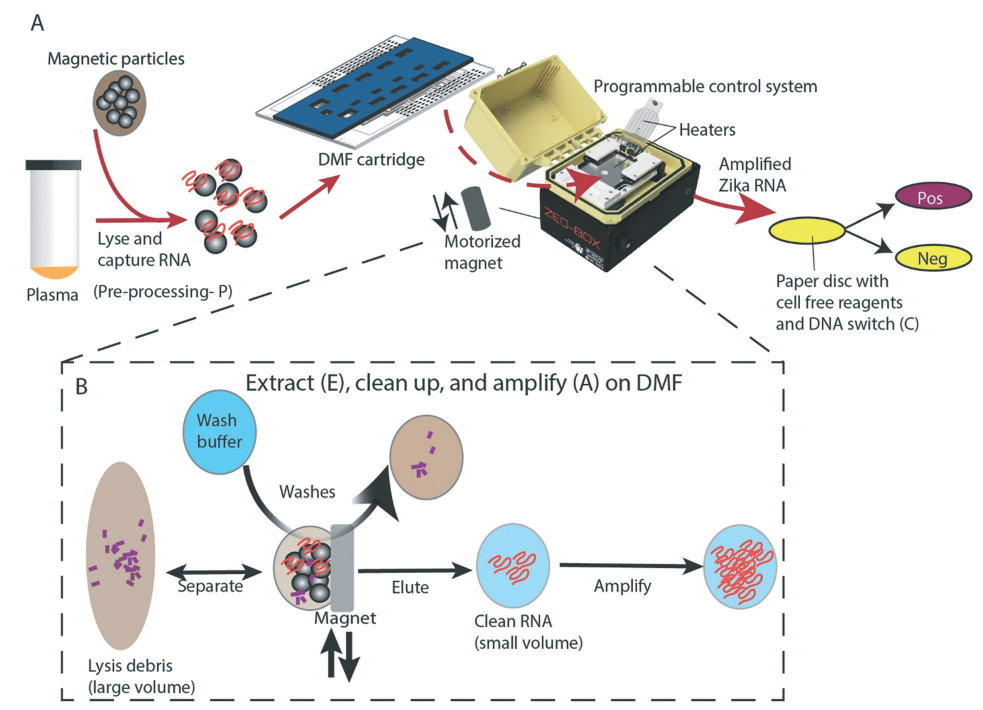 A
Magnetic particles
Programmable control system
Heaters
DMF cartridge
Amplified
Zika RNA
Pos
Neg
ZED-BOX
Lyse and
capture RNA
(Pre-processing- P)
Plasma
Motorized
magnet
Paper disc with
cell free reagents
and DNA switch (C)
B
Extract (E), clean up, and amplify (A) on DMF
Wash
buffer
Washes
Separate
Elute
Amplify
Magnet
Clean RNA
(small volume)
Lysis debris
(large volume)